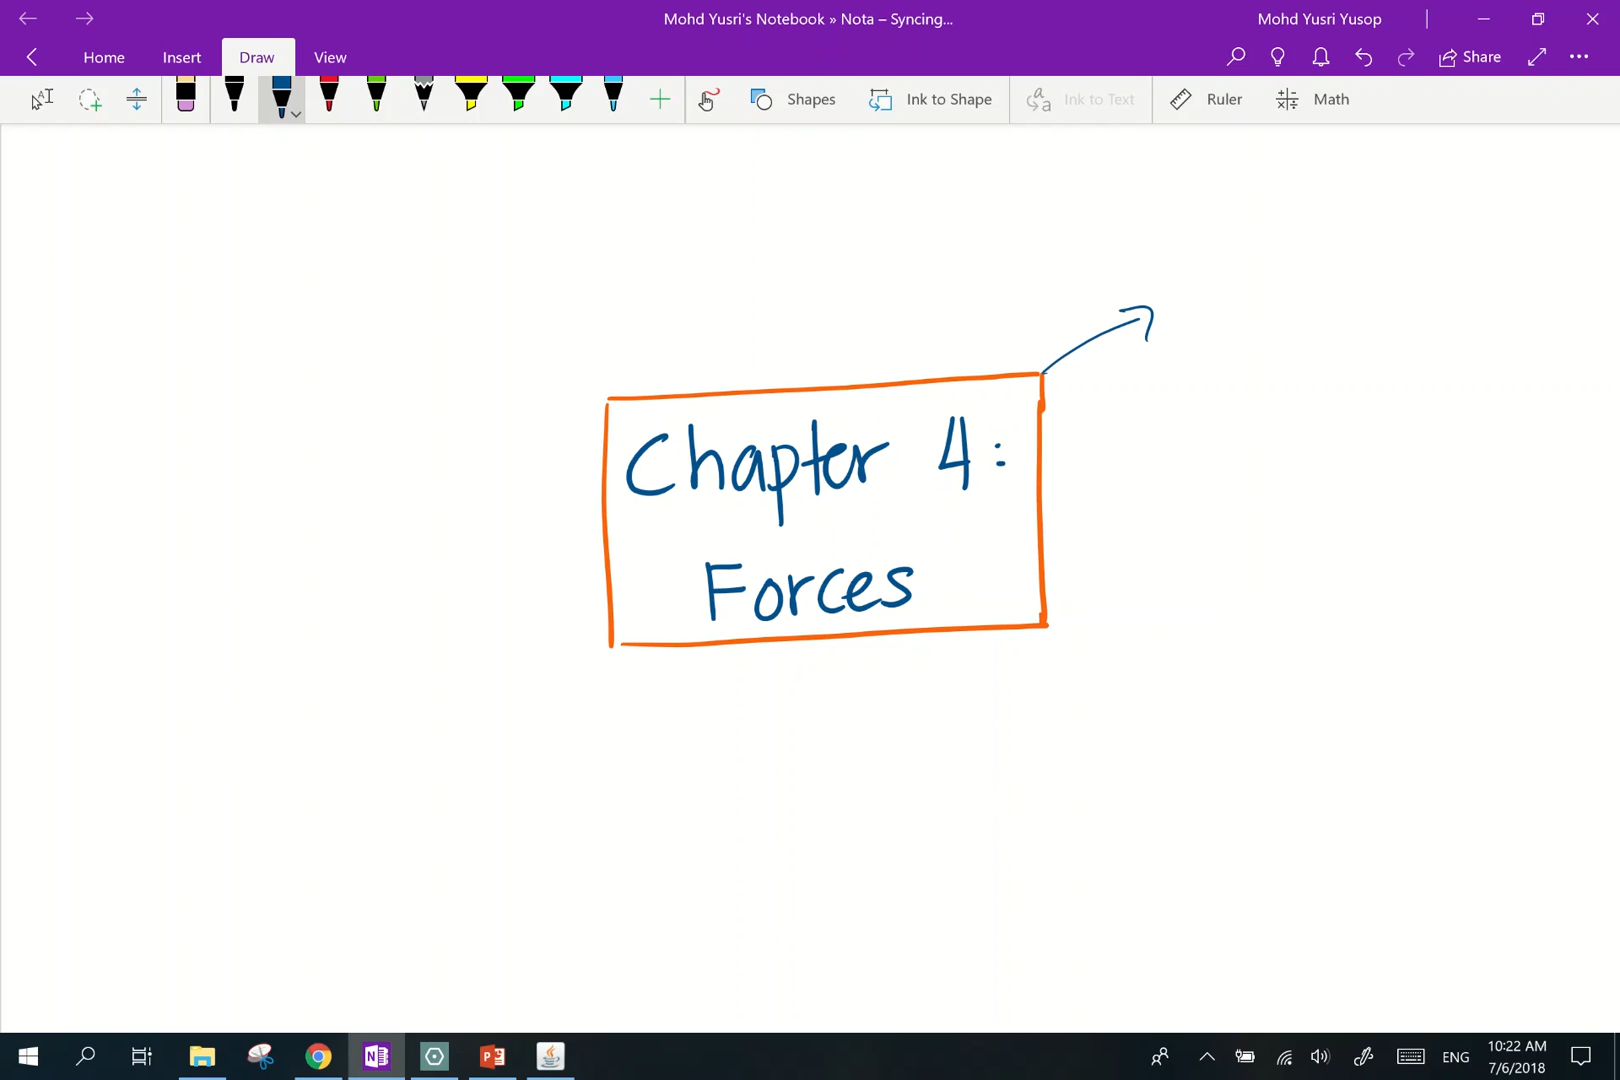 Mohd Yusri's Notebook » Nota – Syncing...
Mohd Yusri Yusop
Home Insert Draw View
Share
Shapes Ink to Shape Ink to Text Ruler Math
Chapter 4:
Forces
ENG
10:22 AM
7/6/2018